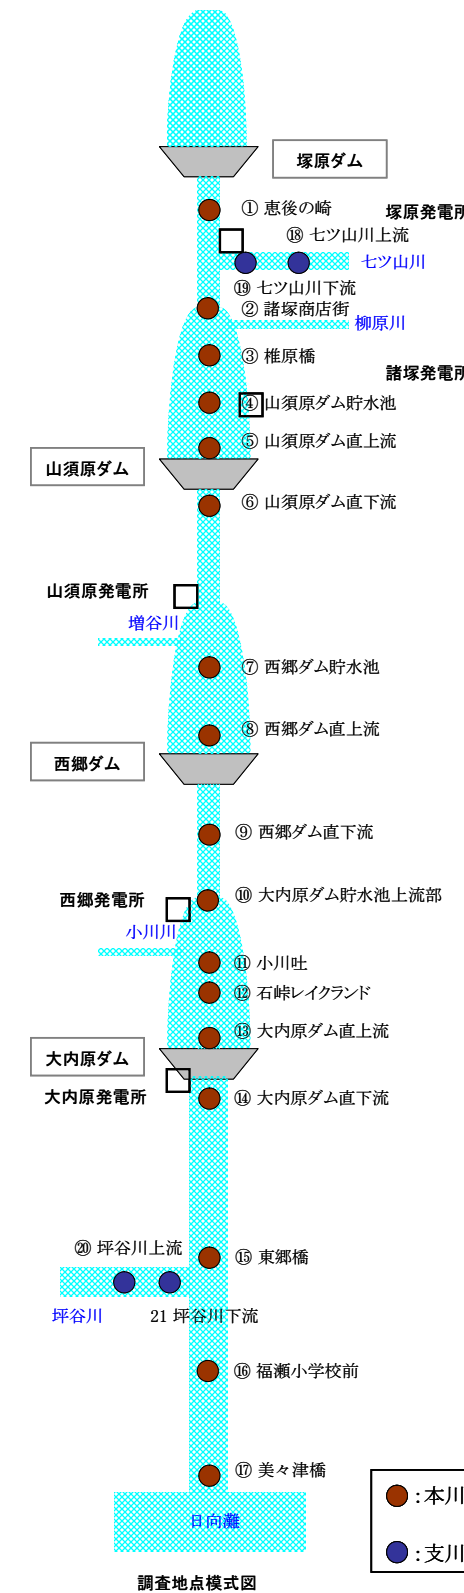 塚原ダム
① 恵後の崎
塚原発電所
⑱ 七ツ山川上流
七ツ山川
⑲ 七ツ山川下流
② 諸塚商店街
柳原川
③ 椎原橋
諸塚発電所
④ 山須原ダム貯水池
⑤ 山須原ダム直上流
山須原ダム
⑥ 山須原ダム直下流
山須原発電所
増谷川
⑦ 西郷ダム貯水池
⑧ 西郷ダム直上流
西郷ダム
⑨ 西郷ダム直下流
西郷発電所
⑩ 大内原ダム貯水池上流部
小川川
⑪ 小川吐
⑫ 石峠レイクランド
⑬ 大内原ダム直上流
大内原ダム
大内原発電所
⑭ 大内原ダム直下流
⑳ 坪谷川上流
⑮ 東郷橋
坪谷川
21 坪谷川下流
⑯ 福瀬小学校前
⑰ 美々津橋
日向灘
：本川
：支川
調査地点模式図